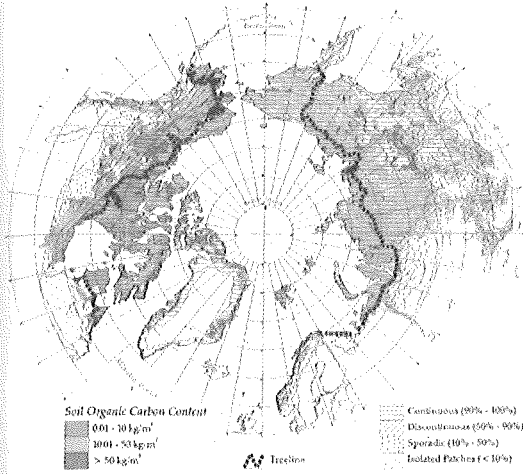 Soil Organic Carbon Content
0.01 - 10 kg/m²
10.01 - 50 kg/m²
> 50 kg/m²
Treeline
Continuous (90% - 100%)
Discontinuous (50% - 90%)
Sporadic (10% - 50%)
Isolated Patches (< 10%)